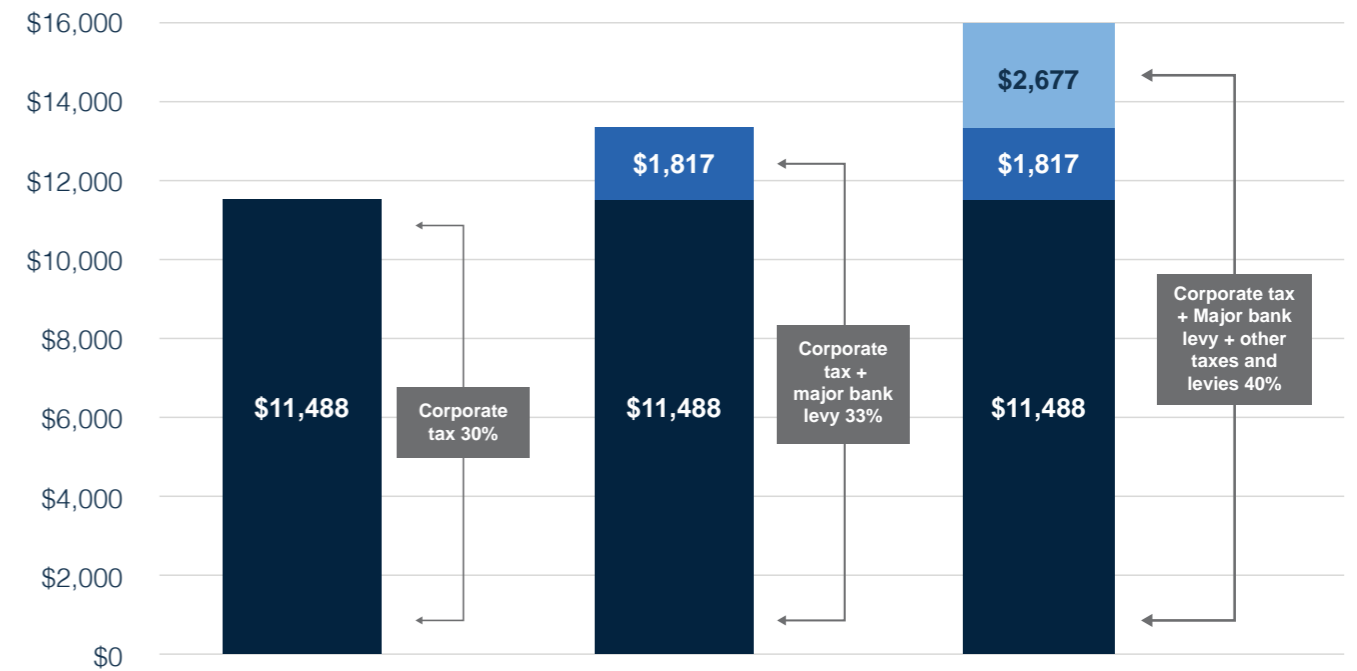 $16,000
$14,000
$12,000
$10,000
$8,000
$6,000
$4,000
$2,000
$0
$11,488
Corporate
tax 30%
$1,817
$11,488
Corporate
tax +
major bank
levy 33%
$2,677
$1,817
$11,488
Corporate tax
+ Major bank
levy + other
taxes and
levies 40%